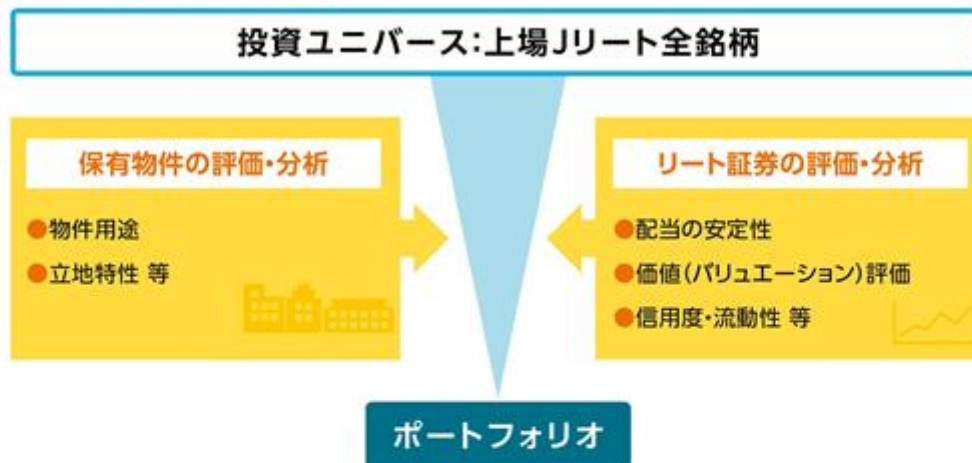 投資ユニバース:上場Jリート全銘柄
保有物件の評価・分析
●物件用途
●立地特性 等
リート証券の評価・分析
●配当の安定性
●価値(バリュエーション)評価
●信用度・流動性 等
ポートフォリオ